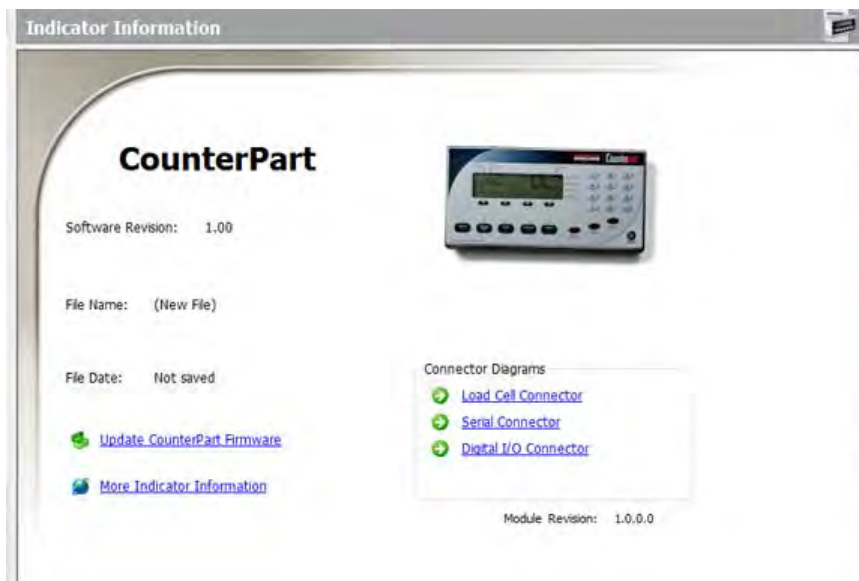 Indicator Information
CounterPart
Software Revision: 1.00
File Name: (New File)
File Date: Not saved
Update CounterPart Firmware
More Indicator Information
Connector Diagrams
Load Cell Connector
Serial Connector
Digital I/O Connector
Module Revision: 1.0.0.0